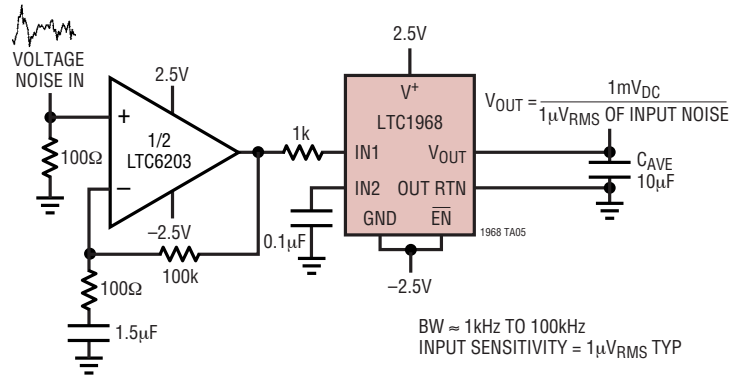 VOLTAGE
NOISE IN
2.5V
+
1/2
LTC6203
−
100Ω
−2.5V
100k
100Ω
1.5µF
1k
0.1µF
2.5V
V+
LTC1968
IN1
VOUT
IN2
OUT RTN
GND
EN
1968 TA05
−2.5V
VOUT = 1mVDC
1µVRMS OF INPUT NOISE
CAVE
10µF
BW ≈ 1kHz TO 100kHz
INPUT SENSITIVITY = 1µVRMS TYP